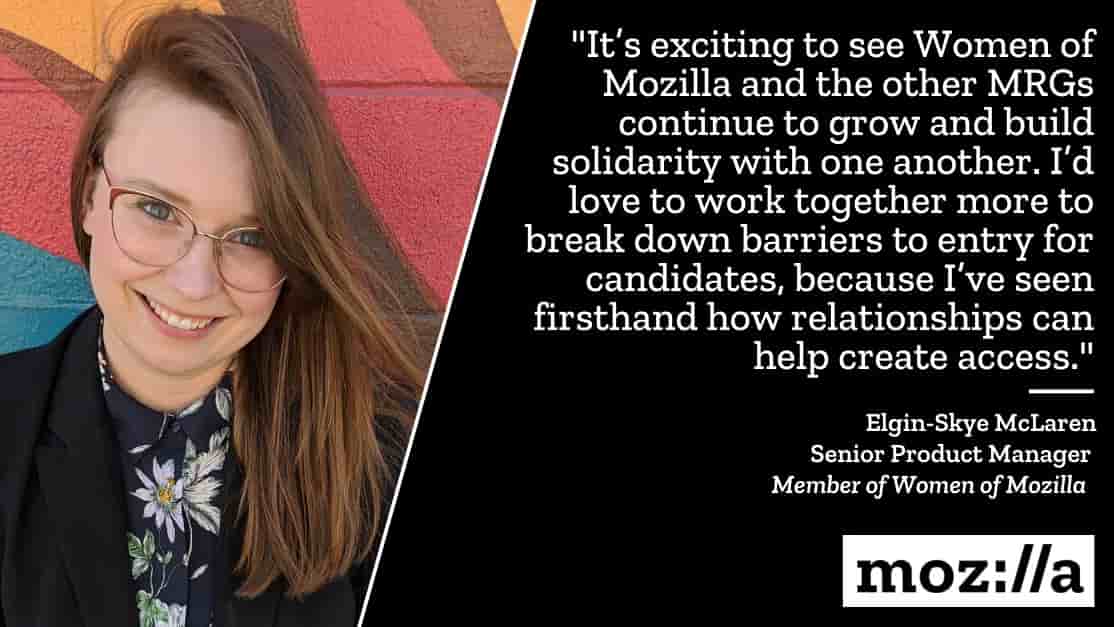 "It’s exciting to see Women of
Mozilla and the other MRGs
continue to grow and build
solidarity with one another. I’d
love to work together more to
break down barriers to entry for
candidates, because I’ve seen
firsthand how relationships can
help create access."
Elgin-Skye McLaren
Senior Product Manager
Member of Women of Mozilla
moz://a